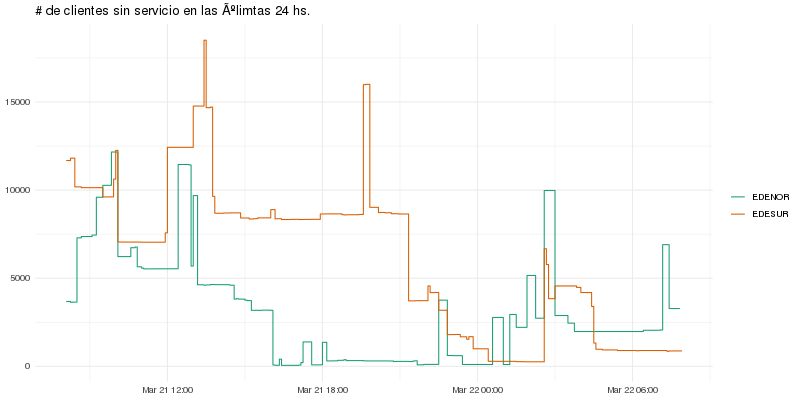 # de clientes sin servicio en las Ãºlimtas 24 hs.
15000
10000
5000
0
Mar 21 12:00
Mar 21 18:00
Mar 22 00:00
Mar 22 06:00
EDENOR
EDESUR